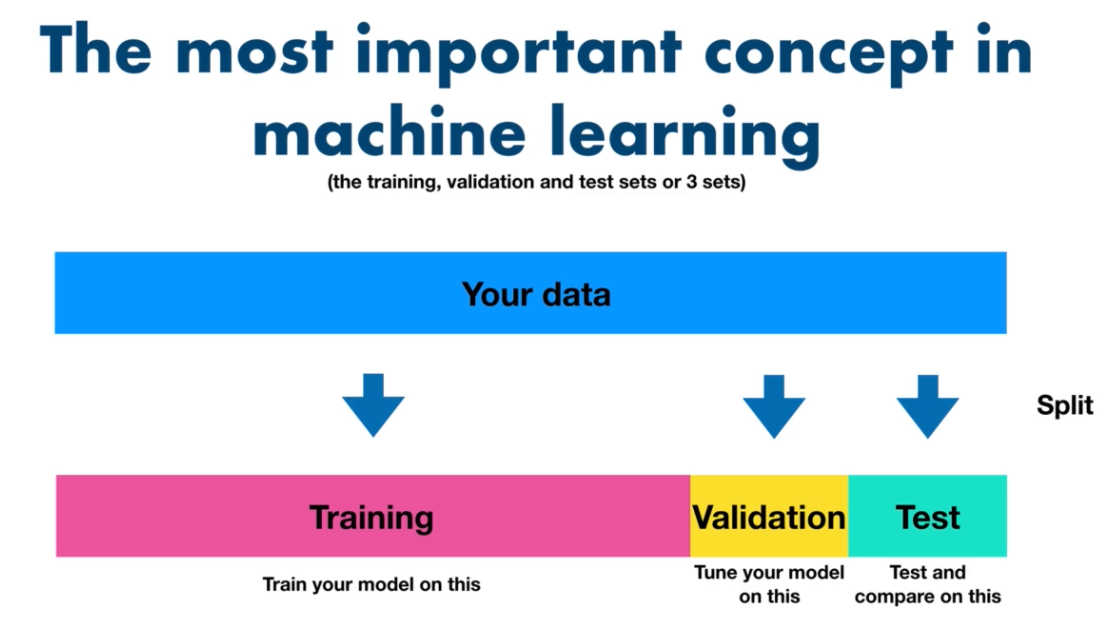 The most important concept in
machine learning
(the training, validation and test sets or 3 sets)
Your data
Split
Training
Validation
Test
Train your model on this
Tune your model
on this
Test and
compare on this